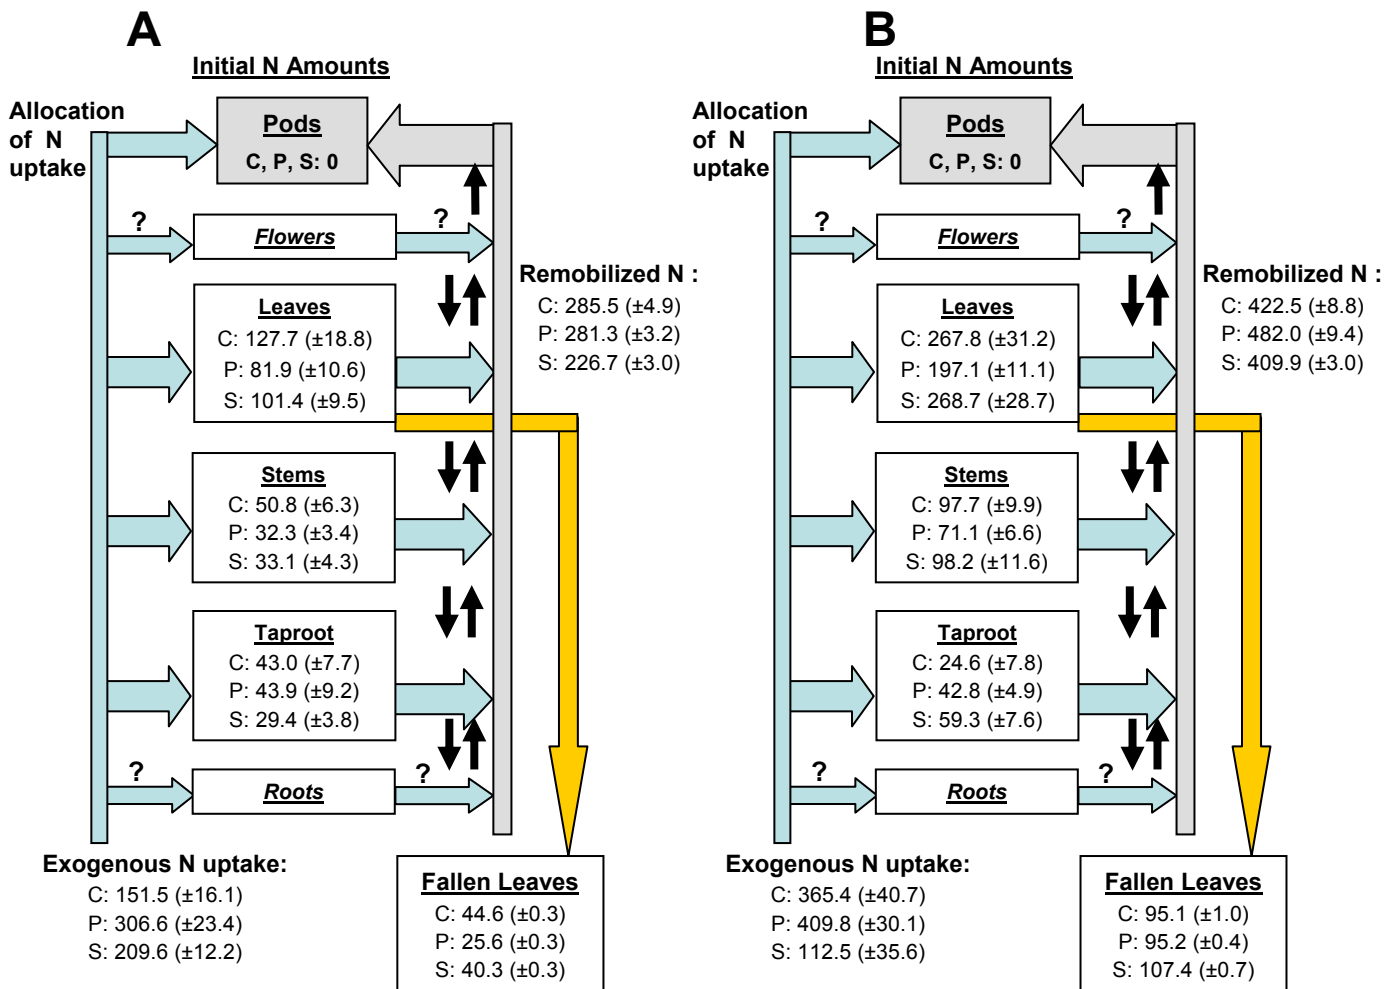 A
Initial N Amounts
Allocation
of N
uptake
Pods
C, P, S: 0
?
Flowers
?
Remobilized N :
C: 285.5 (±4.9)
P: 281.3 (±3.2)
S: 226.7 (±3.0)
Leaves
C: 127.7 (±18.8)
P: 81.9 (±10.6)
S: 101.4 (±9.5)
Stems
C: 50.8 (±6.3)
P: 32.3 (±3.4)
S: 33.1 (±4.3)
Taproot
C: 43.0 (±7.7)
P: 43.9 (±9.2)
S: 29.4 (±3.8)
?
Roots
?
Exogenous N uptake:
C: 151.5 (±16.1)
P: 306.6 (±23.4)
S: 209.6 (±12.2)
Fallen Leaves
C: 44.6 (±0.3)
P: 25.6 (±0.3)
S: 40.3 (±0.3)
B
Initial N Amounts
Allocation
of N
uptake
Pods
C, P, S: 0
?
Flowers
?
Remobilized N :
C: 422.5 (±8.8)
P: 482.0 (±9.4)
S: 409.9 (±3.0)
Leaves
C: 267.8 (±31.2)
P: 197.1 (±11.1)
S: 268.7 (±28.7)
Stems
C: 97.7 (±9.9)
P: 71.1 (±6.6)
S: 98.2 (±11.6)
Taproot
C: 24.6 (±7.8)
P: 42.8 (±4.9)
S: 59.3 (±7.6)
?
Roots
?
Exogenous N uptake:
C: 365.4 (±40.7)
P: 409.8 (±30.1)
S: 112.5 (±35.6)
Fallen Leaves
C: 95.1 (±1.0)
P: 95.2 (±0.4)
S: 107.4 (±0.7)